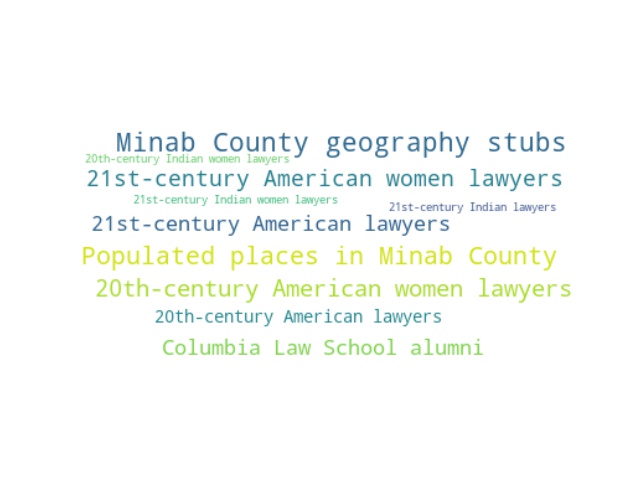 Minab County geography stubs
20th-century Indian women lawyers
21st-century American women lawyers
21st-century Indian women lawyers
21st-century Indian lawyers
21st-century American lawyers
Populated places in Minab County
20th-century American women lawyers
20th-century American lawyers
Columbia Law School alumni